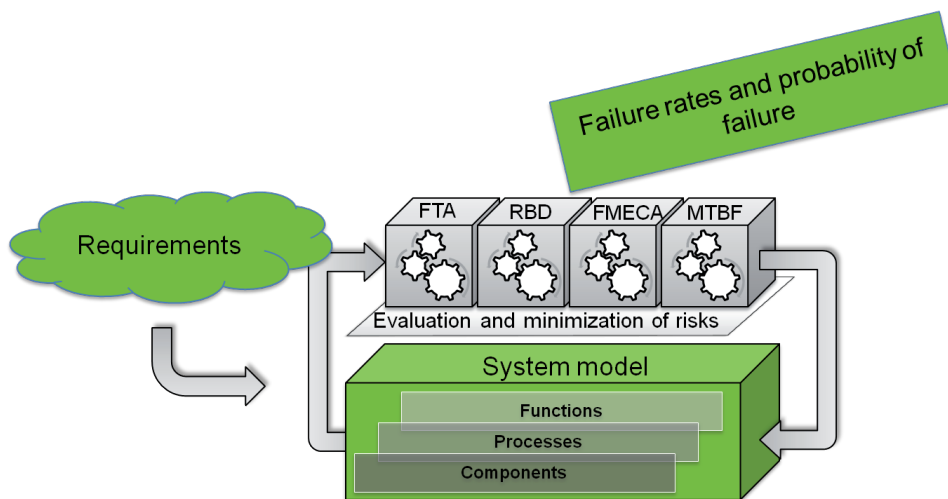 Failure rates and probability of
failure
FTA
RBD
FMECA
MTBF
Requirements
Evaluation and minimization of risks
System model
Functions
Processes
Components